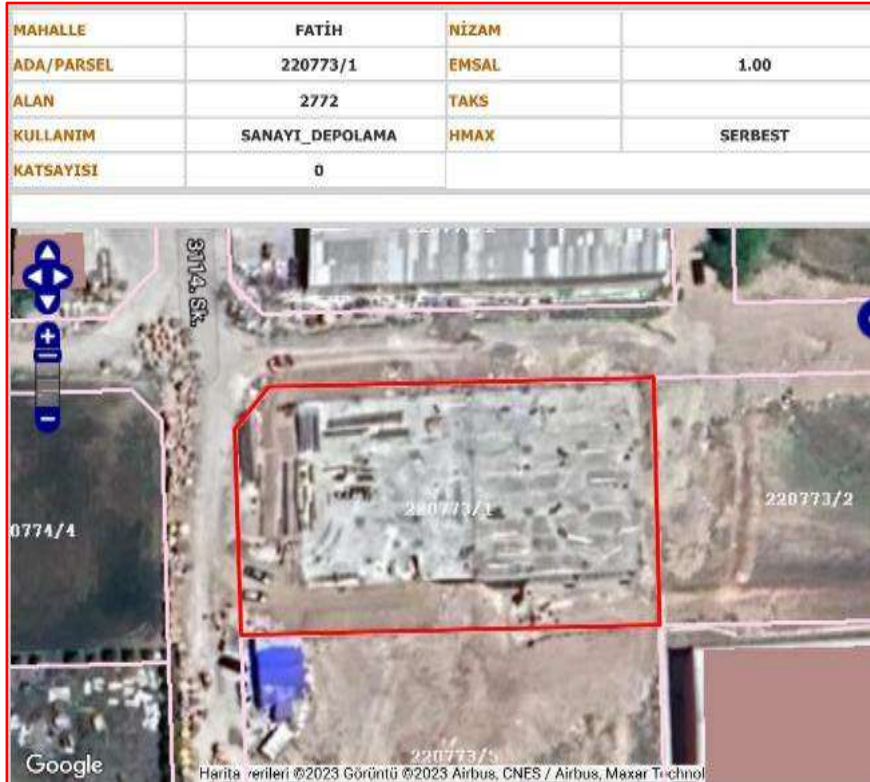 MAHALLE FATİH NİZAM
ADA/PARSEL 220773/1 EMSAL 1.00
ALAN 2772 TAKS
KULLANIM SANAYI_DEPOLAMA HMAX SERBEST
KATSAYISI 0
3114. Sk.
220773/1
220773/2
0774/4
220773/5
Google
Harita verileri ©2023 Görüntü ©2023 Airbus, CNES / Airbus, Maxar Technol